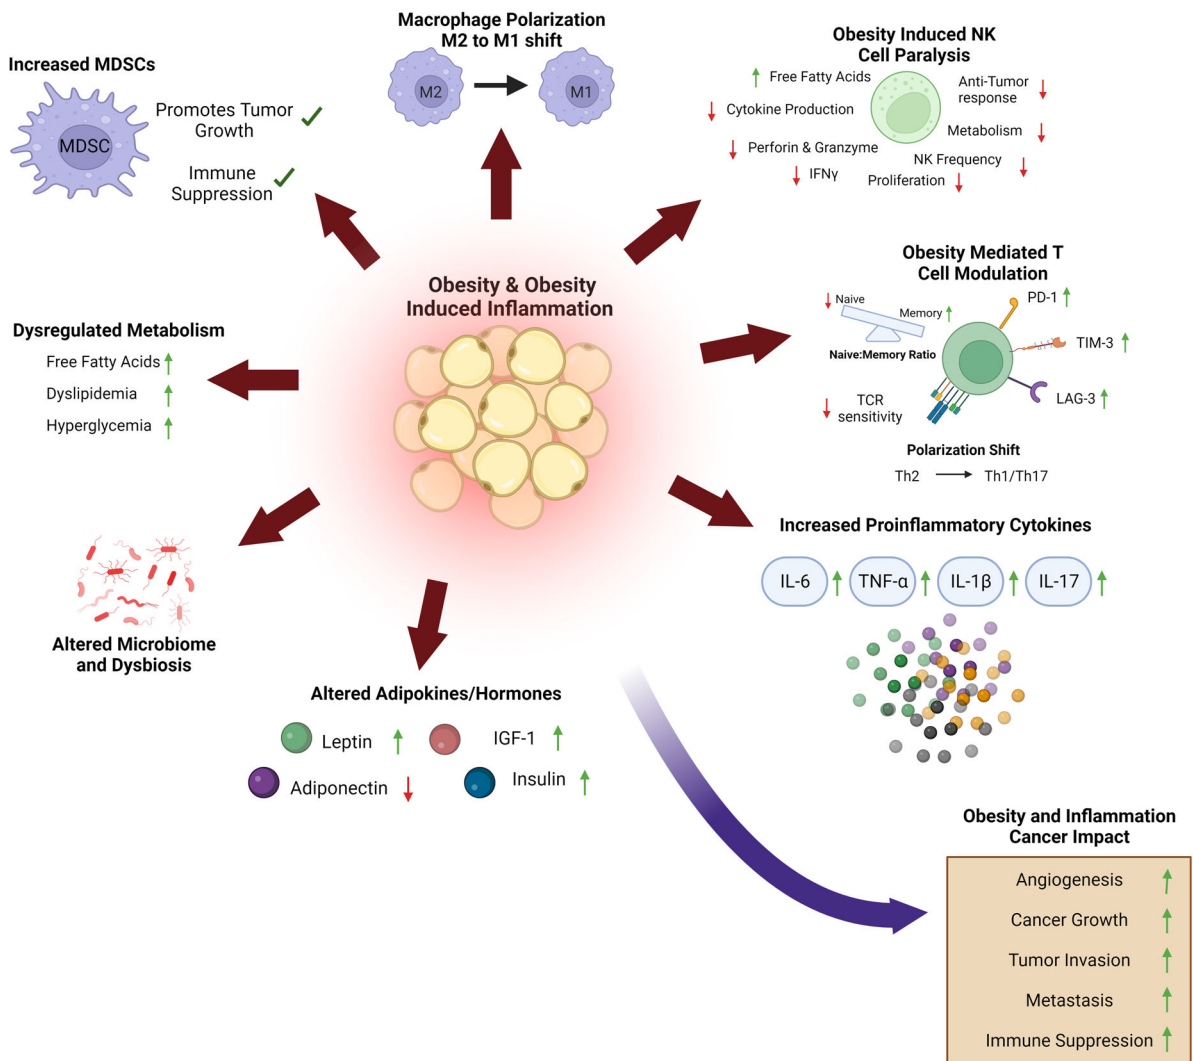 Macrophage Polarization
M2 to M1 shift
M2
M1
Increased MDSCs
MDSC
Promotes Tumor
Growth
Immune
Suppression
Obesity Induced NK
Cell Paralysis
Free Fatty Acids
Cytokine Production
Perforin & Granzyme
IFNγ
Anti-Tumor
response
Metabolism
NK Frequency
Proliferation
Obesity & Obesity
Induced Inflammation
Obesity Mediated T
Cell Modulation
Naive
Memory
Naive:Memory Ratio
PD-1
TIM-3
LAG-3
TCR
sensitivity
Polarization Shift
Th2
Th1/Th17
Dysregulated Metabolism
Free Fatty Acids
Dyslipidemia
Hyperglycemia
Increased Proinflammatory Cytokines
IL-6
TNF-α
IL-1β
IL-17
Altered Microbiome
and Dysbiosis
Altered Adipokines/Hormones
Leptin
IGF-1
Adiponectin
Insulin
Obesity and Inflammation
Cancer Impact
Angiogenesis
Cancer Growth
Tumor Invasion
Metastasis
Immune Suppression